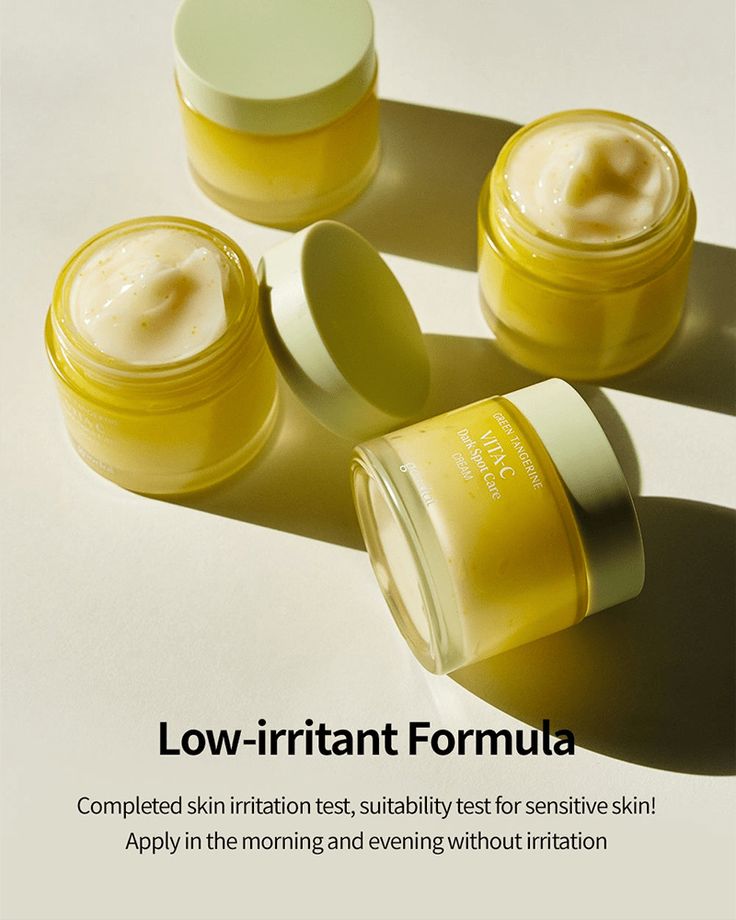 GREEN TANGERINE
VITA-C
Dark Spot Care
CREAM
Low-irritant Formula
Completed skin irritation test, suitability test for sensitive skin!
Apply in the morning and evening without irritation